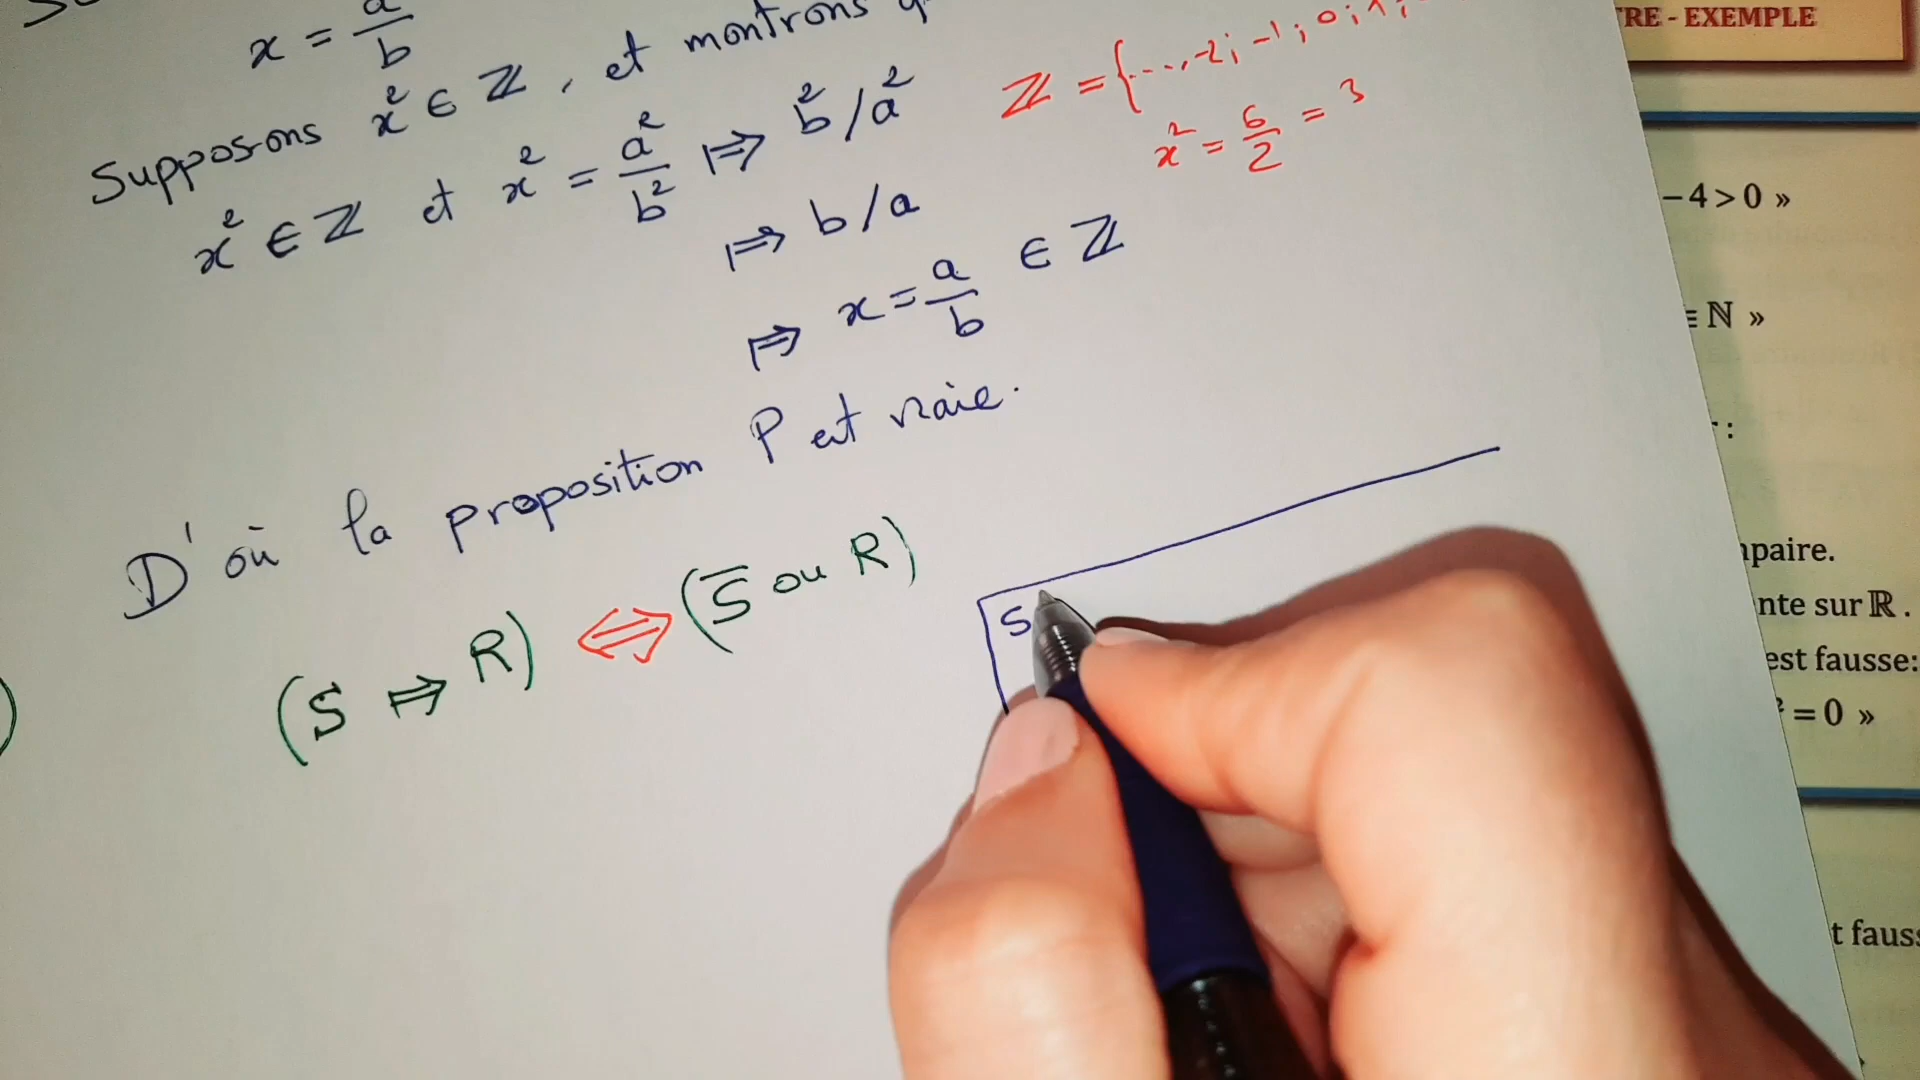 x = a/b
Supposons x² ∈ ℤ, et montrons
ℤ = {..., -2; -1; 0; 1;
x² = 6/2 = 3
x² ∈ ℤ et x² = a²/b² ⟹ b²/a²
⟹ b/a
⟹ x = a/b ∈ ℤ
D'où la proposition P est vraie.
(S ⟹ R) ⟺ (S̅ ou R)
S
RE - EXEMPLE
-4>0 »
ℕ »
:
paire.
nte sur ℝ.
est fausse:
² = 0 »
t fauss